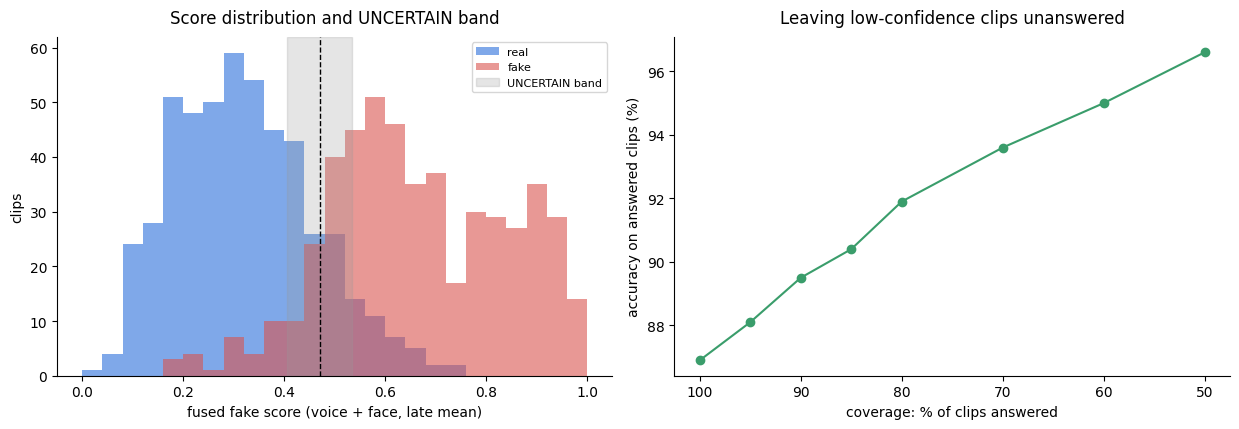 Score distribution and UNCERTAIN band
real
fake
UNCERTAIN band
60
50
40
30
20
10
0
clips
0.0 0.2 0.4 0.6 0.8 1.0
fused fake score (voice + face, late mean)
Leaving low-confidence clips unanswered
96
94
92
90
88
accuracy on answered clips (%)
100 90 80 70 60 50
coverage: % of clips answered